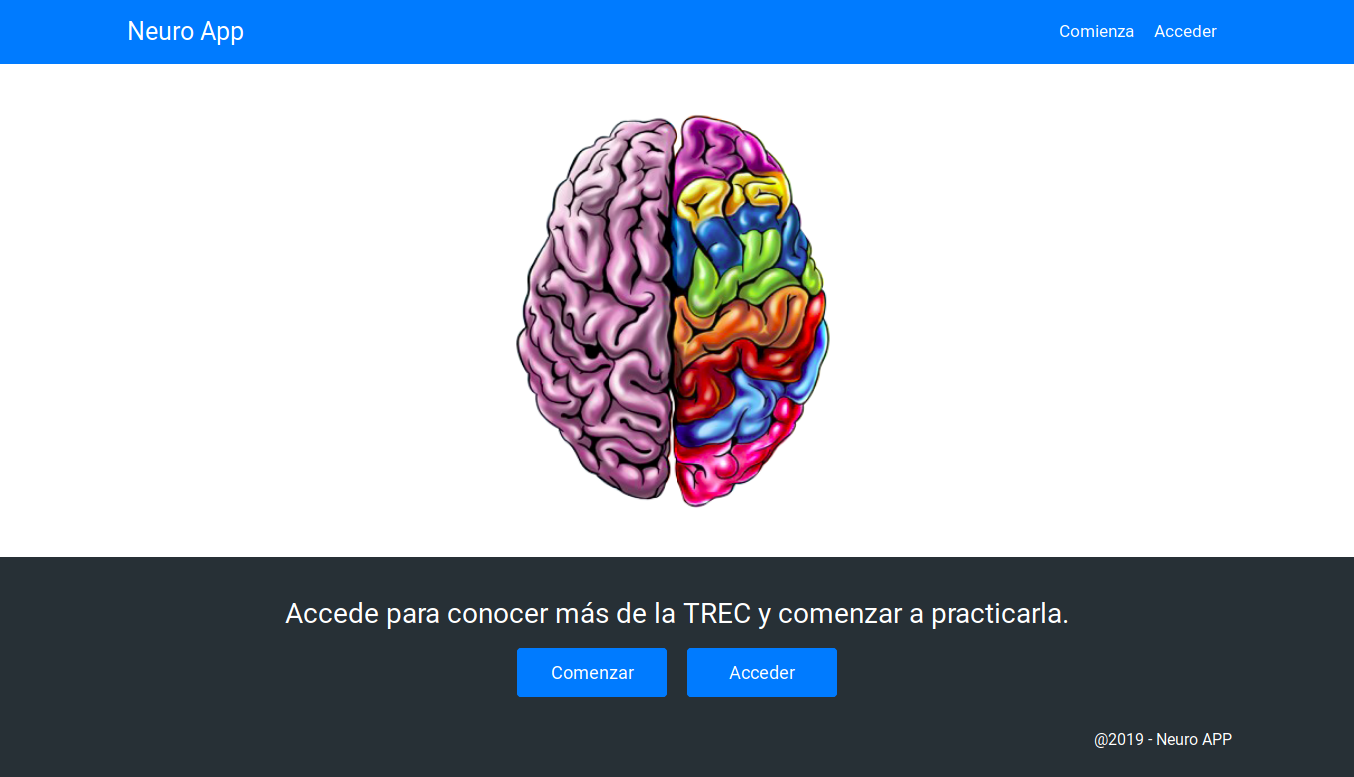 Neuro App
Comienza Acceder
Accede para conocer más de la TREC y comenzar a practicarla.
Comenzar Acceder
@2019 - Neuro APP